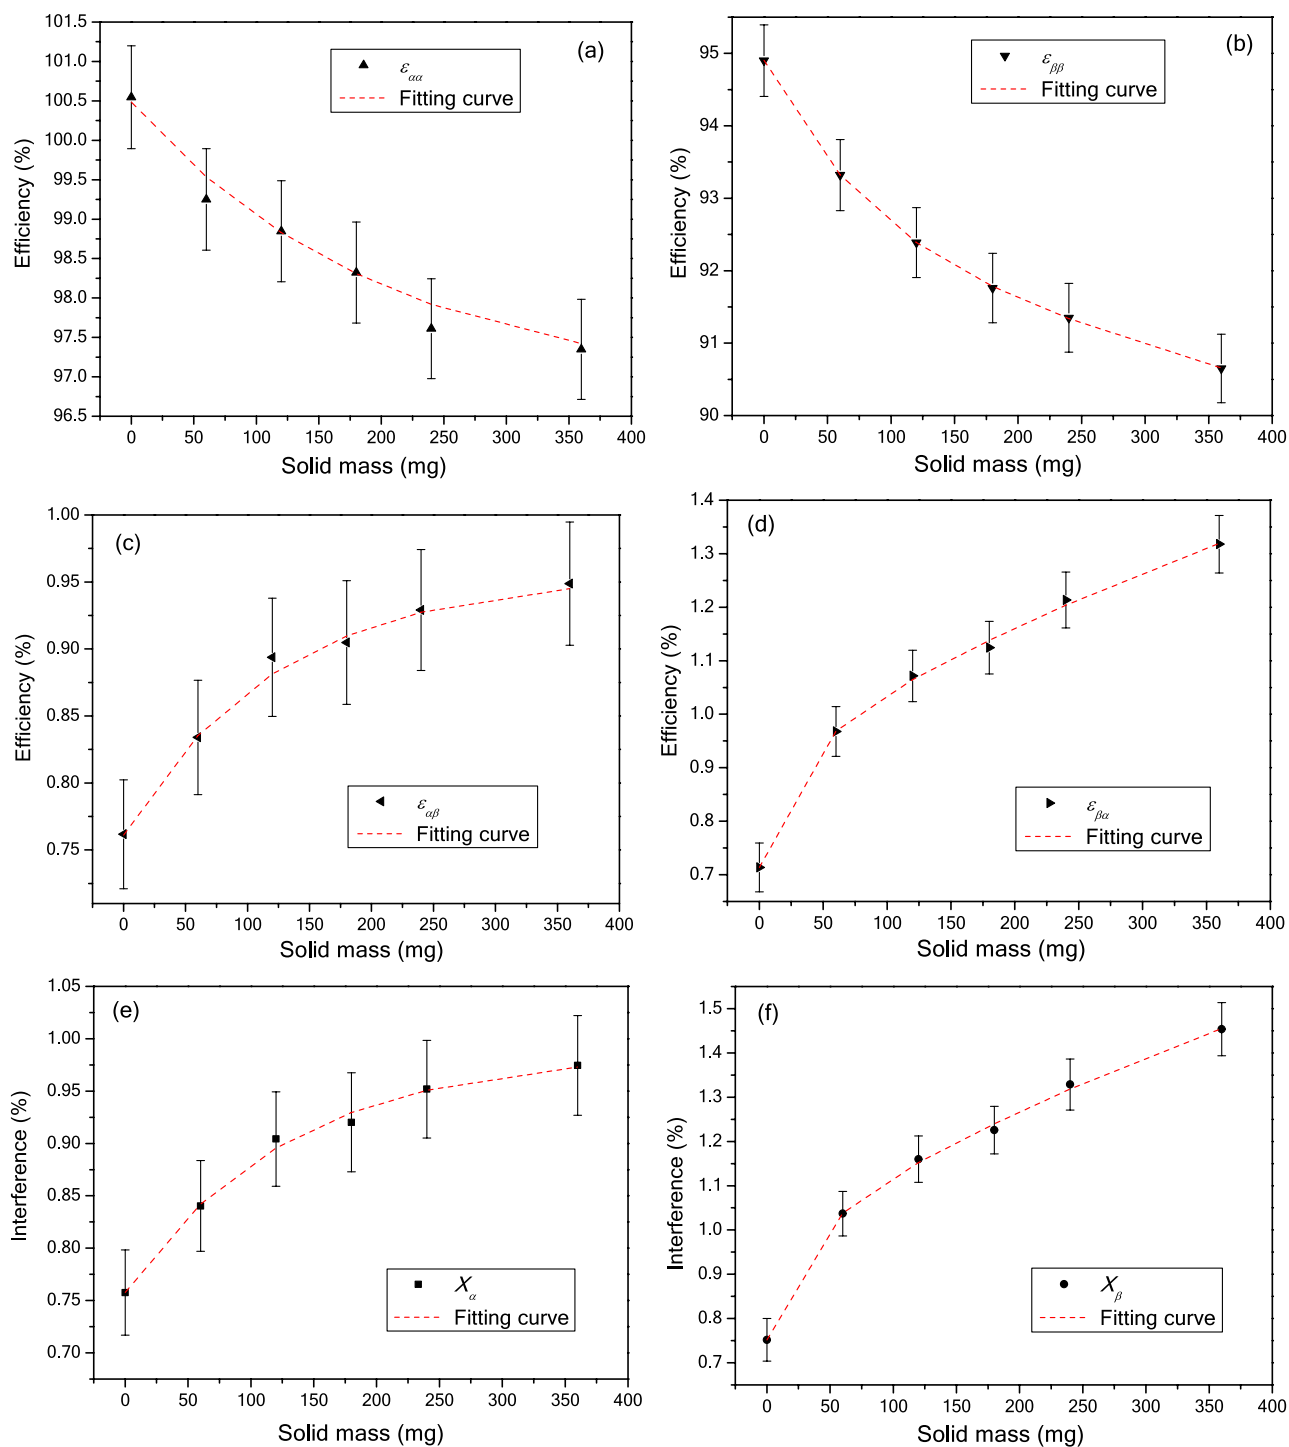 (a)
ε_αα
Fitting curve
Efficiency (%)
101.5
101.0
100.5
100.0
99.5
99.0
98.5
98.0
97.5
97.0
96.5
0 50 100 150 200 250 300 350 400
Solid mass (mg)
(b)
ε_ββ
Fitting curve
Efficiency (%)
95
94
93
92
91
90
0 50 100 150 200 250 300 350 400
Solid mass (mg)
(c)
ε_αβ
Fitting curve
Efficiency (%)
1.00
0.95
0.90
0.85
0.80
0.75
0 50 100 150 200 250 300 350 400
Solid mass (mg)
(d)
ε_βα
Fitting curve
Efficiency (%)
1.4
1.3
1.2
1.1
1.0
0.9
0.8
0.7
0 50 100 150 200 250 300 350 400
Solid mass (mg)
(e)
X_α
Fitting curve
Interference (%)
1.05
1.00
0.95
0.90
0.85
0.80
0.75
0.70
0 50 100 150 200 250 300 350 400
Solid mass (mg)
(f)
X_β
Fitting curve
Interference (%)
1.5
1.4
1.3
1.2
1.1
1.0
0.9
0.8
0.7
0 50 100 150 200 250 300 350 400
Solid mass (mg)